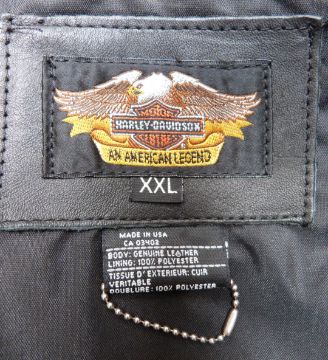 MOTOR
HARLEY-DAVIDSON
AN AMERICAN LEGEND
XXL
MADE IN USA
CA 03402
BODY: GENUINE LEATHER
LINING: 100% POLYESTER
TISSUE D'EXTERIEUR: CUIR
VERITABLE
DOUBLURE: 100% POLYESTER